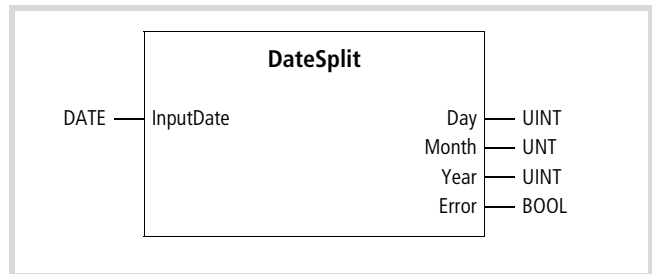 DateSplit
DATE InputDate Day UINT
Month UNT
Year UINT
Error BOOL